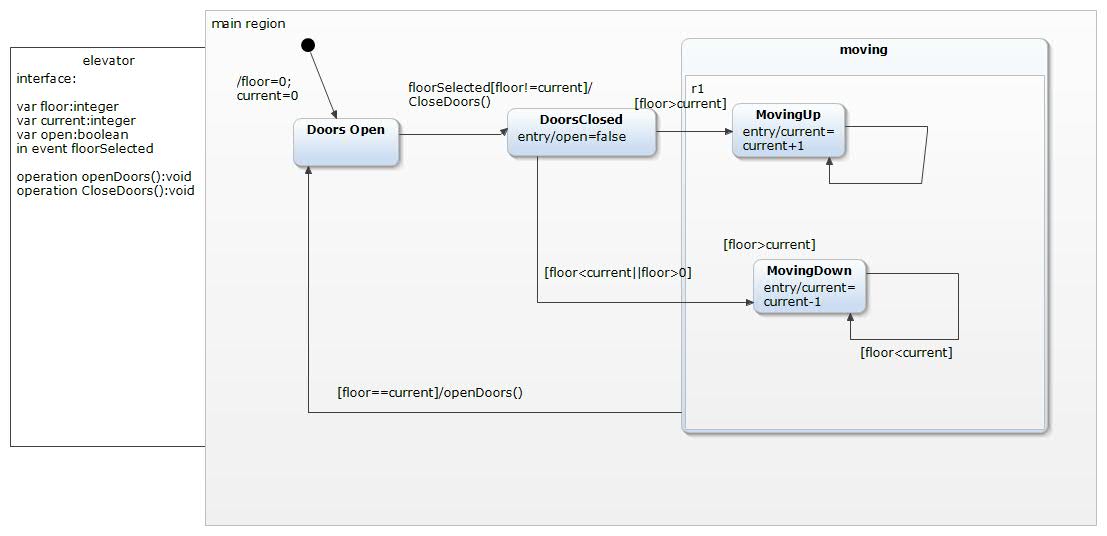 main region
elevator
interface:
var floor:integer
var current:integer
var open:boolean
in event floorSelected
operation openDoors():void
operation CloseDoors():void
/floor=0;
current=0
Doors Open
floorSelected[floor!=current]/
CloseDoors()
DoorsClosed
entry/open=false
[floor>current]
moving
r1
MovingUp
entry/current=
current+1
[floor>current]
[floor<current||floor>0]
MovingDown
entry/current=
current-1
[floor<current]
[floor==current]/openDoors()